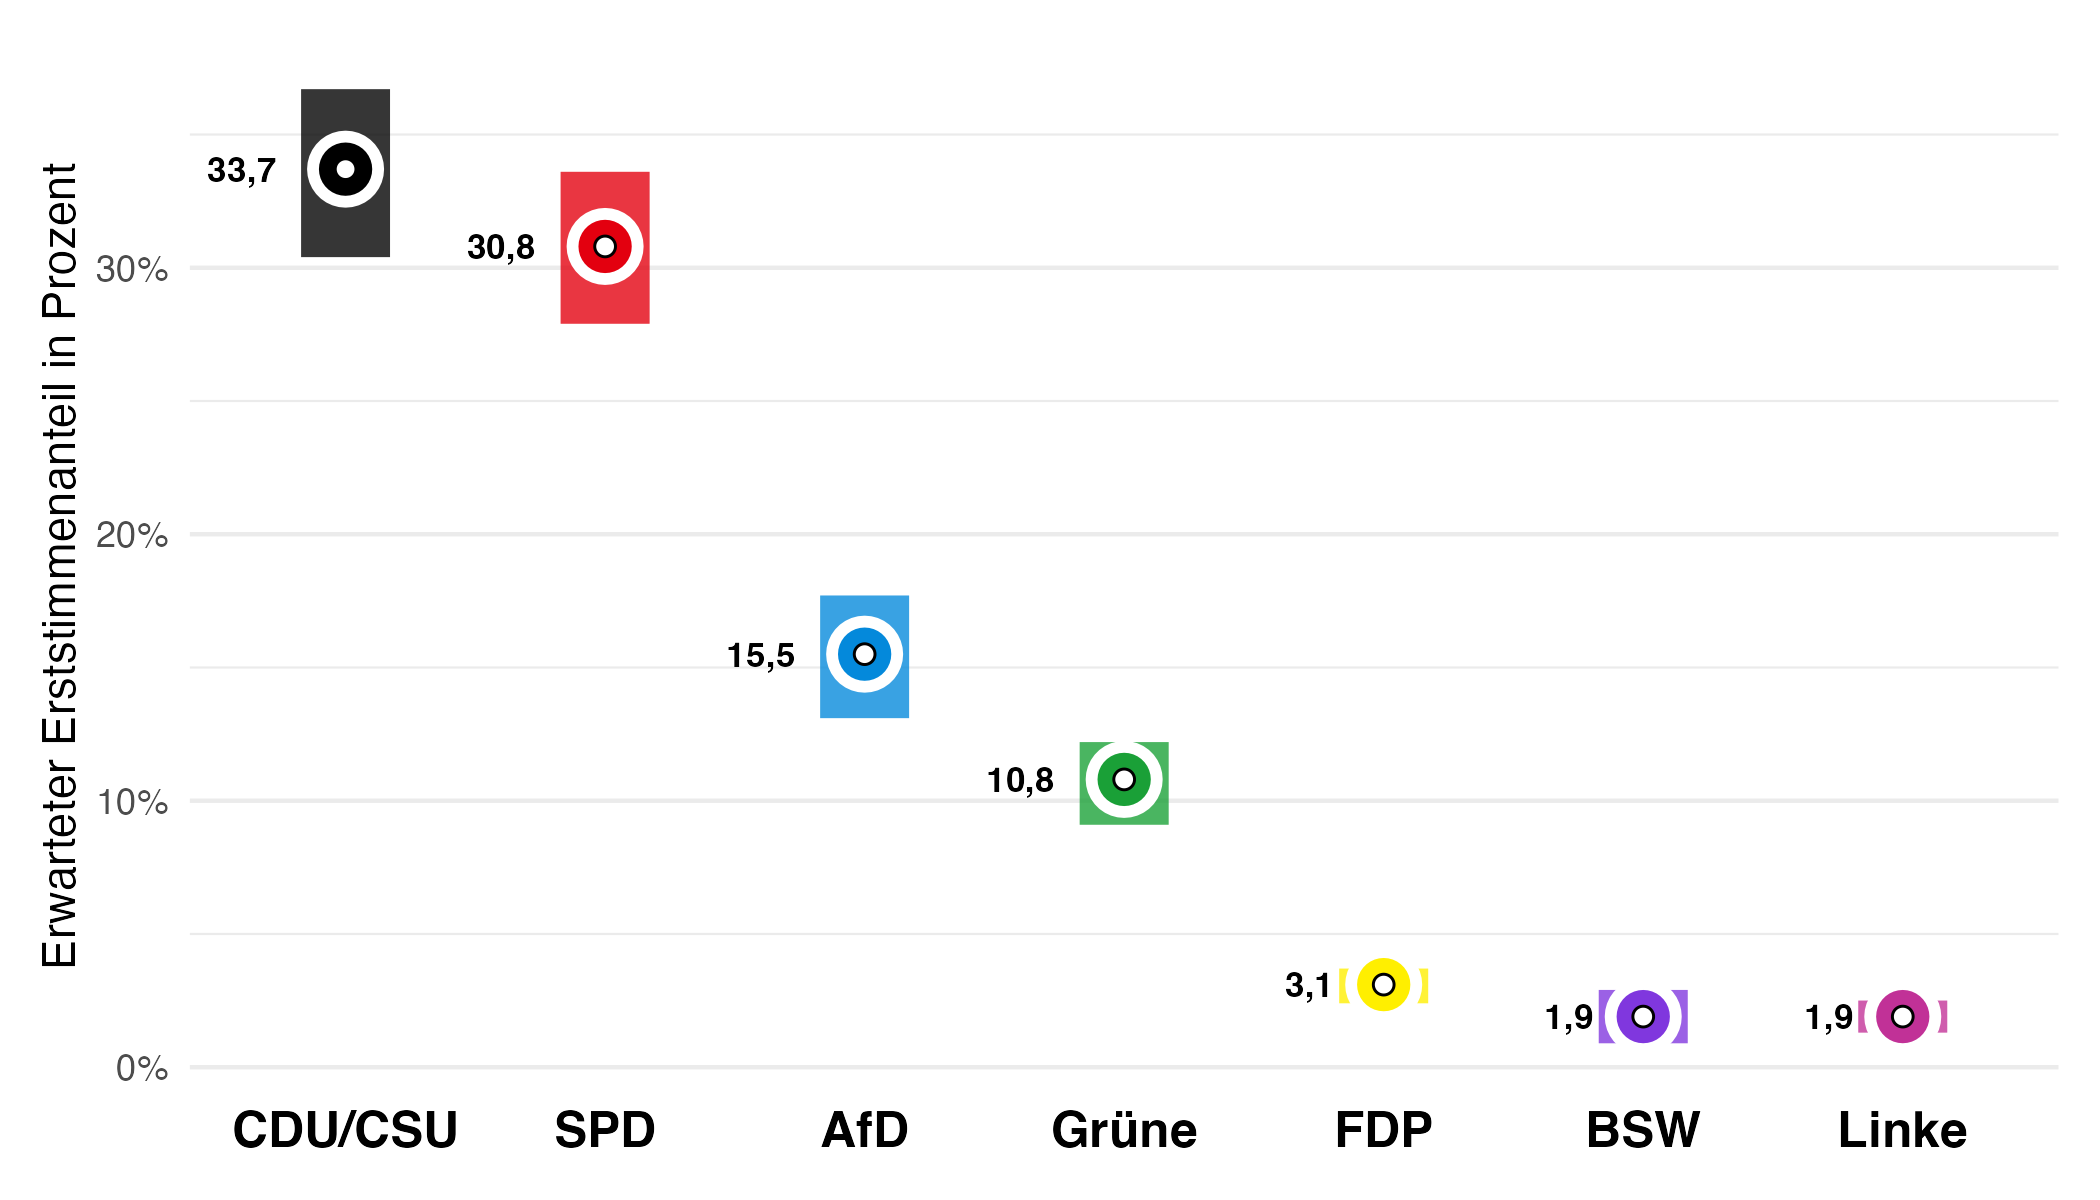 Erwarteter Erststimmenanteil in Prozent
30%
20%
10%
0%
33,7
30,8
15,5
10,8
3,1
1,9
1,9
CDU/CSU
SPD
AfD
Grüne
FDP
BSW
Linke